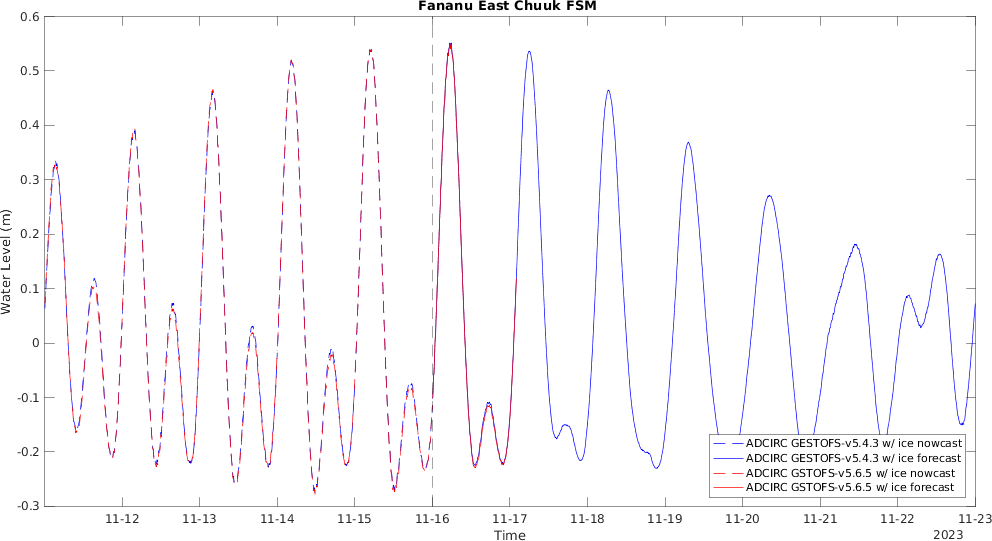 Fananu East Chuuk FSM
0.6
0.5
0.4
0.3
0.2
0.1
0
-0.1
-0.2
-0.3
Water Level (m)
ADCIRC GESTOFS-v5.4.3 w/ ice nowcast
ADCIRC GESTOFS-v5.4.3 w/ ice forecast
ADCIRC GSTOFS-v5.6.5 w/ ice nowcast
ADCIRC GSTOFS-v5.6.5 w/ ice forecast
11-12 11-13 11-14 11-15 11-16 11-17 11-18 11-19 11-20 11-21 11-22 11-23
Time
2023